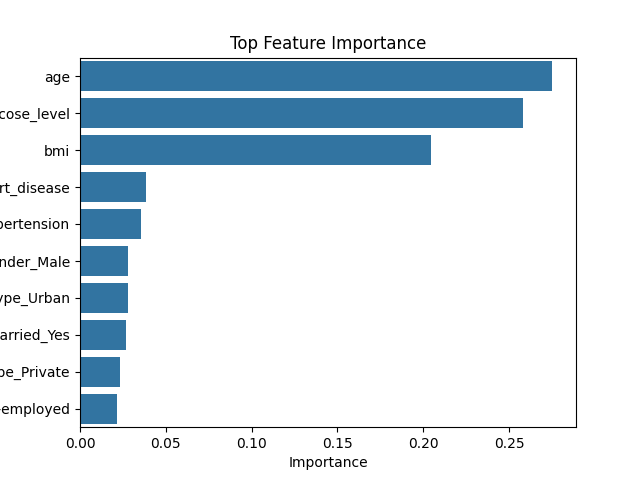 Top Feature Importance
age
cose_level
bmi
rt_disease
pertension
nder_Male
ype_Urban
arried_Yes
pe_Private
-employed
0.00 0.05 0.10 0.15 0.20 0.25
Importance